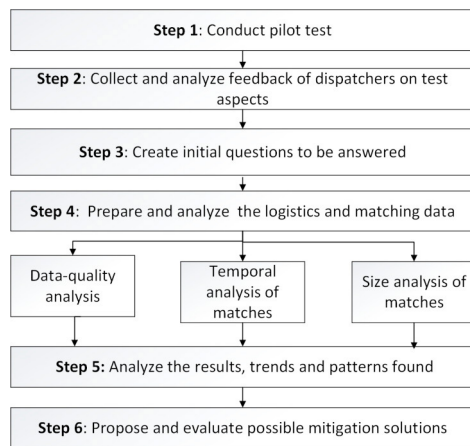 Step 1: Conduct pilot test
Step 2: Collect and analyze feedback of dispatchers on test
aspects
Step 3: Create initial questions to be answered
Step 4: Prepare and analyze the logistics and matching data
Data-quality
analysis
Temporal
analysis of
matches
Size analysis of
matches
Step 5: Analyze the results, trends and patterns found
Step 6: Propose and evaluate possible mitigation solutions